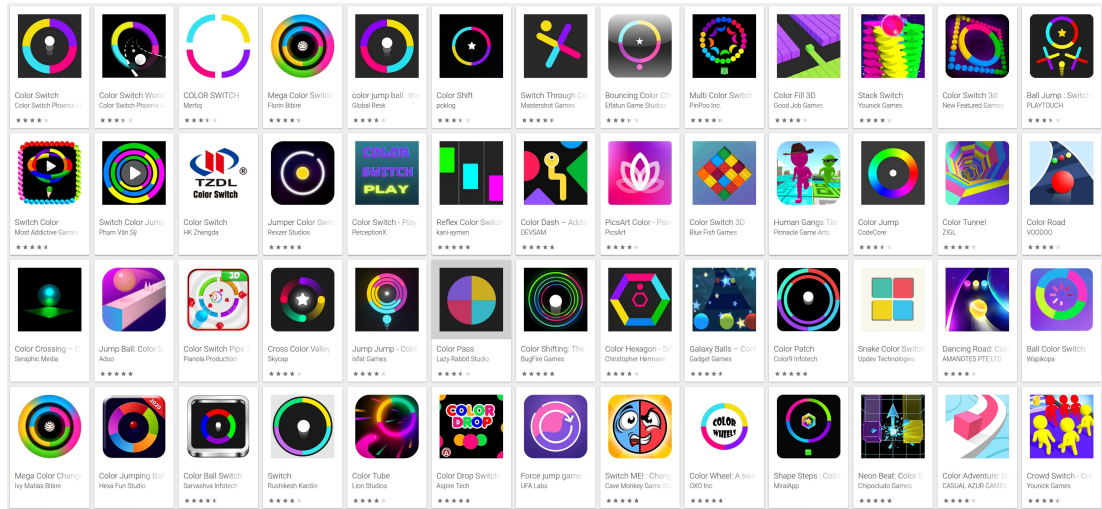 Color Switch
Color Switch Phoenix L
Color Switch World
Color Switch Phoenix L
COLOR SWITCH
Mertiq
Mega Color Switch
Florin Bibire
color jump ball : the
Global Resk
Color Shift
poklog
Switch Through
Mastershot Games
Bouncing Color
Eflatun Game Studio
Multi Color Switch
PinPoo Inc.
Color Fill 3D
Good Job Games
Stack Switch
Younick Games
Color Switch 3d
New Featured Games
Ball Jump : Switch
PLAYTOUCH
TZDL
®
Color Switch
COLOR
SWITCH
PLAY
Switch Color
Most Addictive Games
Switch Color Jump
Pham Văn Sỹ
Color Switch
HK Zhengda
Jumper Color Switch
Rexzer Studios
Color Switch - Play
PerceptionX
Reflex Color Switch
kani-aymen
Color Dash – Addic
DEVSAM
PicsArt Color - Pain
PicsArt
Color Switch 3D
Blue Fish Games
Human Gangs Tile
Pinnacle Game Arts
Color Jump
CodeCore
Color Tunnel
ZIGL
Color Road
VOODOO
3D
Color Crossing – C
Seraphic Media
Jump Ball: Color S
Aduo
Color Switch Pipe
Pianola Production
Cross Color Valley
Skycap
Jump Jump - Color
Isfat Games
Color Pass
Lazy Rabbit Studio
Color Shifting: The
BugFire Games
Color Hexagon -
Christopher Hermann
Galaxy Balls –
Gadget Games
Color Patch
Color9 Infotech
Snake Color Switch
Updev Technologies
Dancing Road: Col
AMANOTES PTE LTD
Ball Color Switch
Wapikopa
2020
COLOR
DROP
A
COLOR
WHEELS
Mega Color Change
Ivy Matias Bibire
Color Jumping Ball
Hexa Fun Studio
Color Ball Switch
Sarvastva Infotech
Switch
Rushikesh Kardile
Color Tube
Lion Studios
Color Drop Switch
Aspire Tech
Force jump game -
UFA Labs
Switch ME! : Chang
Cave Monkey Game
Color Wheel: A swit
OXO Inc.
Shape Steps : Color
MiraiApp
Neon Beat: Color S
Chipocludo Games
Color Adventure:
CASUAL AZUR GAMES
Crowd Switch - Col
Younick Games